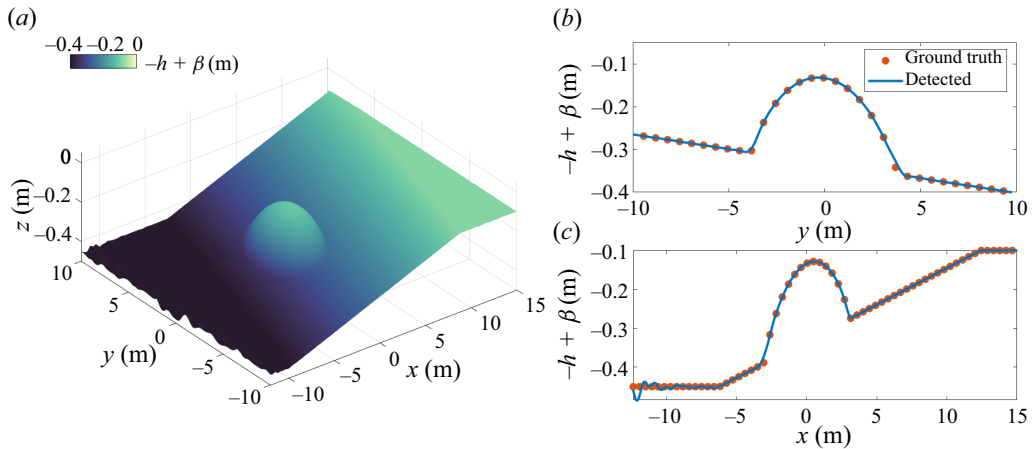 (a)
−0.4 −0.2 0
−h + β (m)
0
−0.2
−0.4
z (m)
10
5
0
−5
−10
y (m)
−10
−5
0
5
10
15
x (m)
(b)
−0.1
−0.2
−0.3
−0.4
−h + β (m)
Ground truth
Detected
−10 −5 0 5 10
y (m)
(c)
−0.1
−0.2
−0.3
−0.4
−h + β (m)
−10 −5 0 5 10 15
x (m)